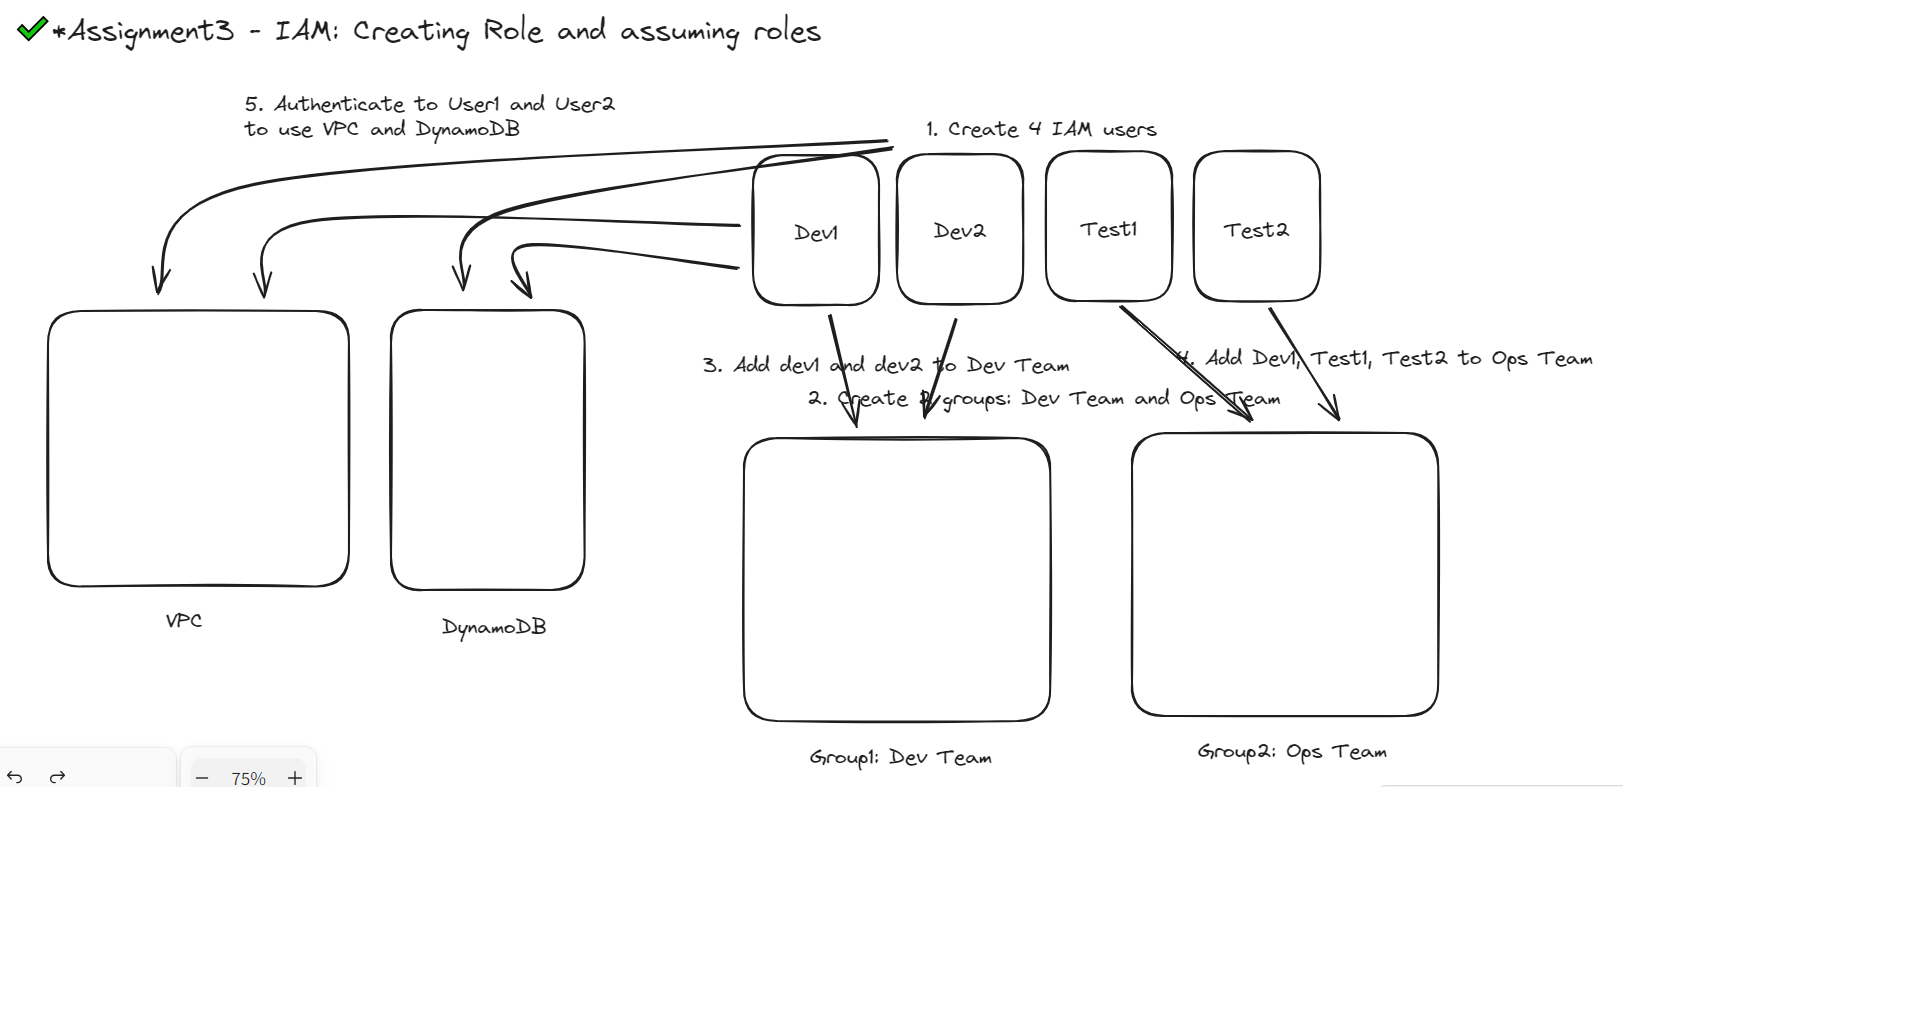 *Assignment3 - IAM: Creating Role and assuming roles
5. Authenticate to User1 and User2
to use VPC and DynamoDB
1. Create 4 IAM users
Dev1
Dev2
Test1
Test2
3. Add dev1 and dev2 to Dev Team
4. Add Dev1, Test1, Test2 to Ops Team
2. Create 2 groups: Dev Team and Ops Team
VPC
DynamoDB
Group1: Dev Team
Group2: Ops Team
75%